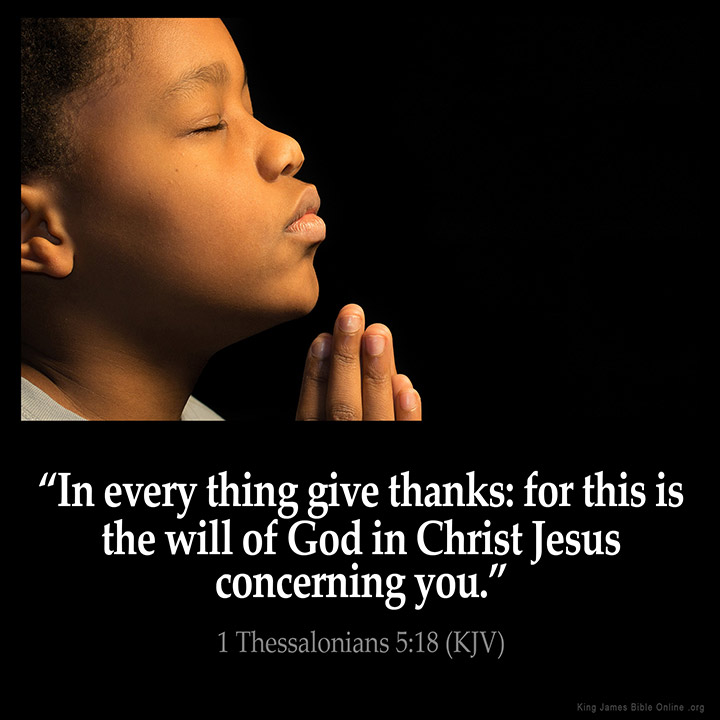 “In every thing give thanks: for this is
the will of God in Christ Jesus
concerning you.”
1 Thessalonians 5:18 (KJV)
King James Bible Online .org